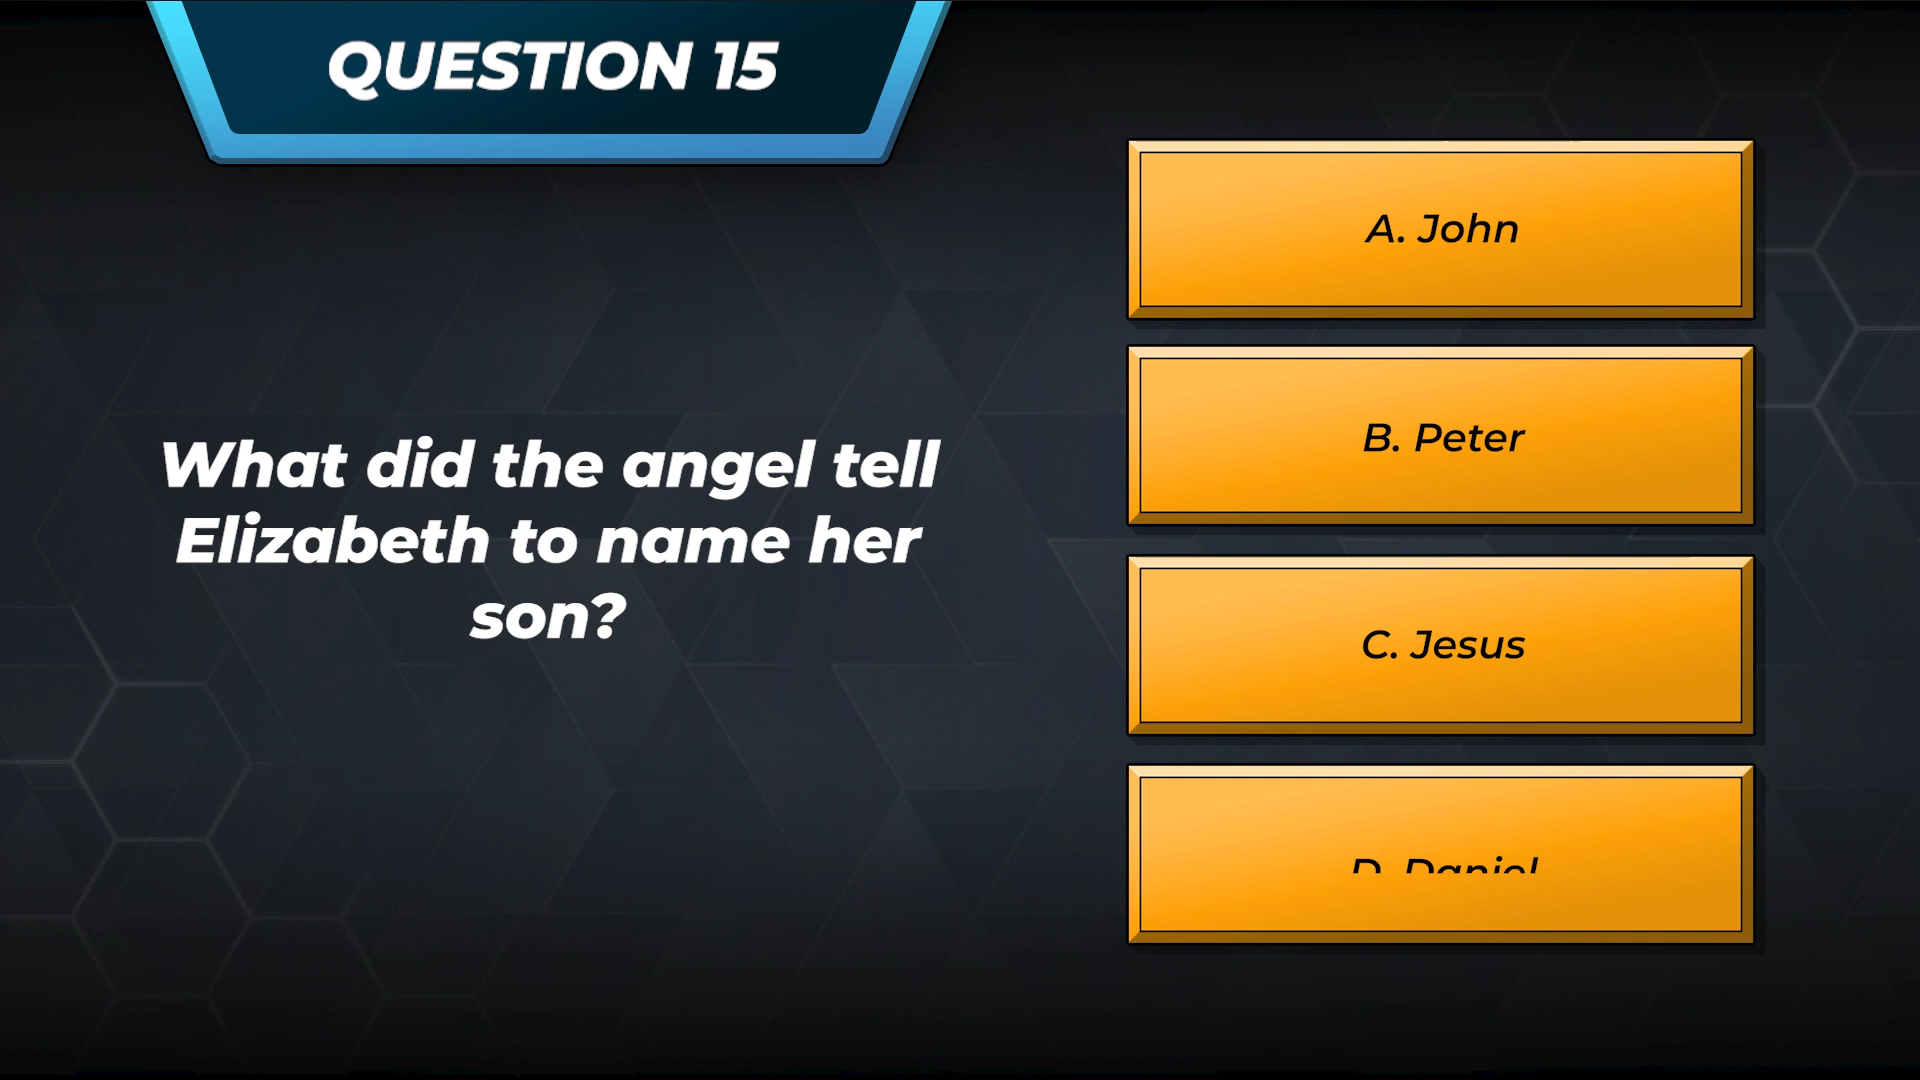 QUESTION 15
What did the angel tell
Elizabeth to name her
son?
A. John
B. Peter
C. Jesus
D. Daniel